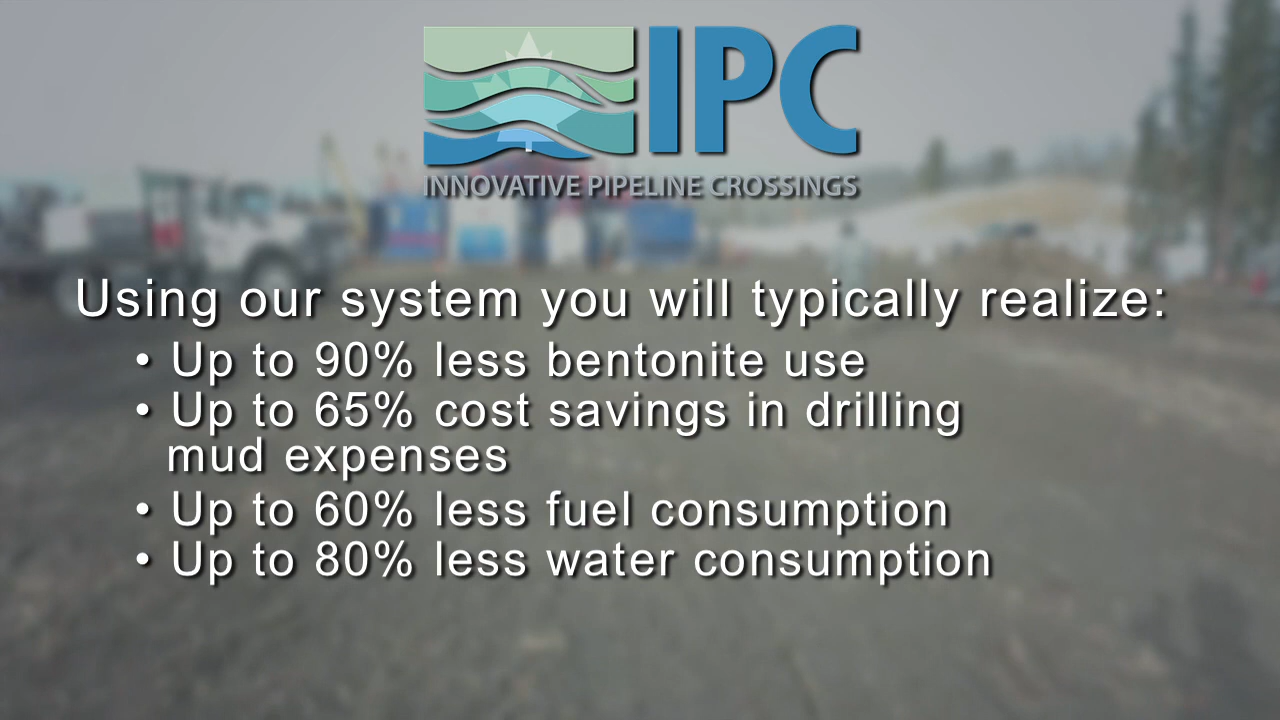 IPC
INNOVATIVE PIPELINE CROSSINGS
Using our system you will typically realize:
• Up to 90% less bentonite use
• Up to 65% cost savings in drilling
mud expenses
• Up to 60% less fuel consumption
• Up to 80% less water consumption